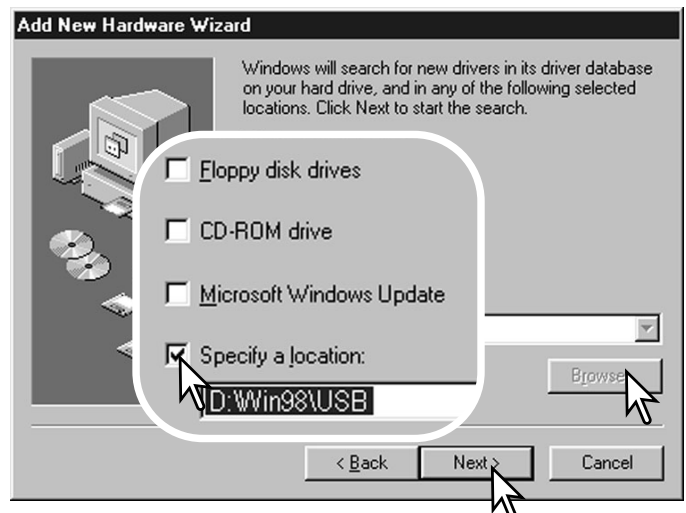 Add New Hardware Wizard
Windows will search for new drivers in its driver database
on your hard drive, and in any of the following selected
locations. Click Next to start the search.
Floppy disk drives
CD-ROM drive
Microsoft Windows Update
Specify a location:
D:\Win98\USB
Browse
< Back
Next >
Cancel